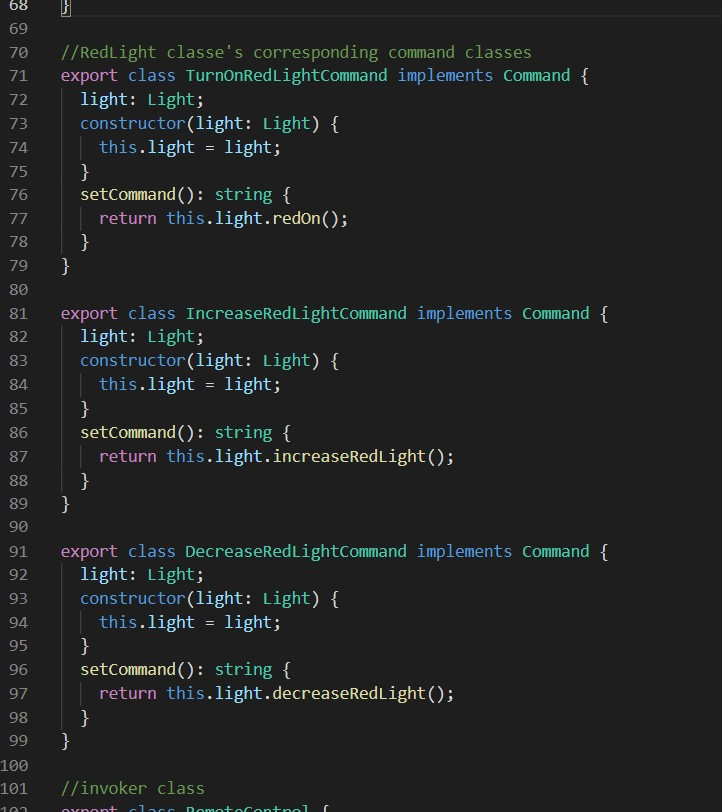 68 }
69
70 //RedLight classe's corresponding command classes
71 export class TurnOnRedLightCommand implements Command {
72 light: Light;
73 constructor(light: Light) {
74 this.light = light;
75 }
76 setCommand(): string {
77 return this.light.redOn();
78 }
79 }
80
81 export class IncreaseRedLightCommand implements Command {
82 light: Light;
83 constructor(light: Light) {
84 this.light = light;
85 }
86 setCommand(): string {
87 return this.light.increaseRedLight();
88 }
89 }
90
91 export class DecreaseRedLightCommand implements Command {
92 light: Light;
93 constructor(light: Light) {
94 this.light = light;
95 }
96 setCommand(): string {
97 return this.light.decreaseRedLight();
98 }
99 }
100
101 //invoker class
102 export class RemoteControl {